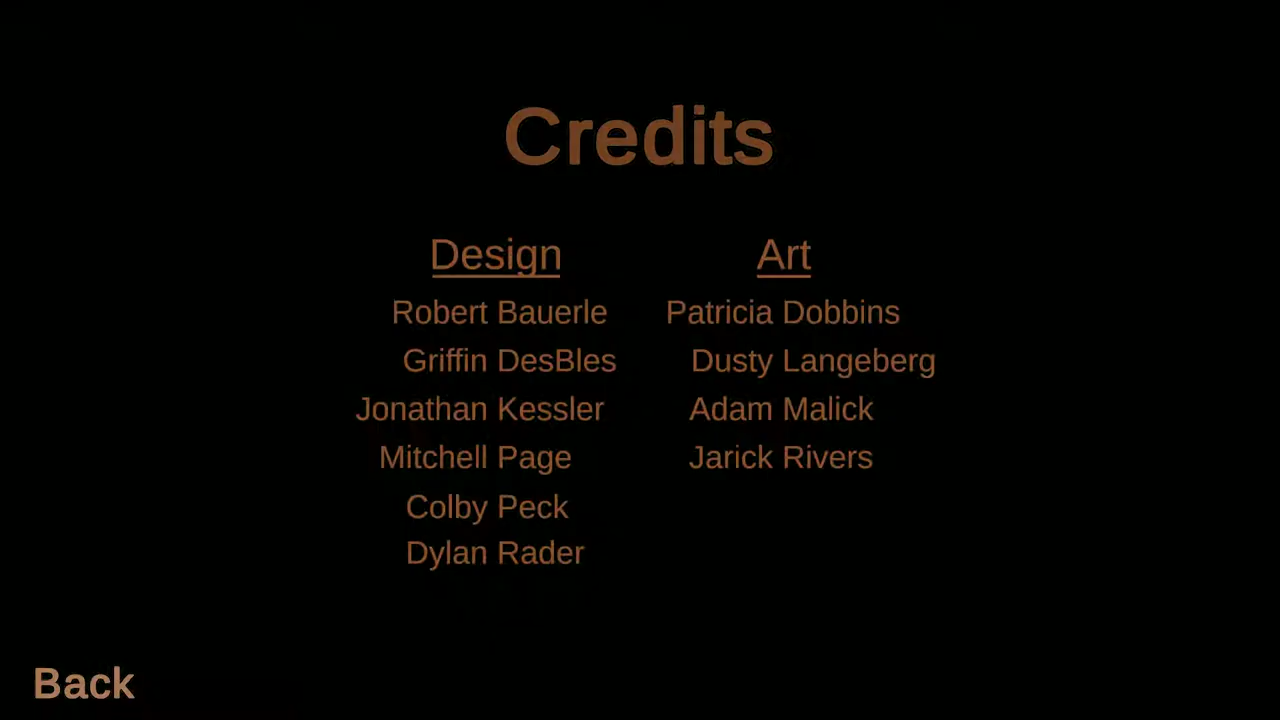 Credits
Design
Robert Bauerle
Griffin DesBles
Jonathan Kessler
Mitchell Page
Colby Peck
Dylan Rader
Art
Patricia Dobbins
Dusty Langeberg
Adam Malick
Jarick Rivers
Back